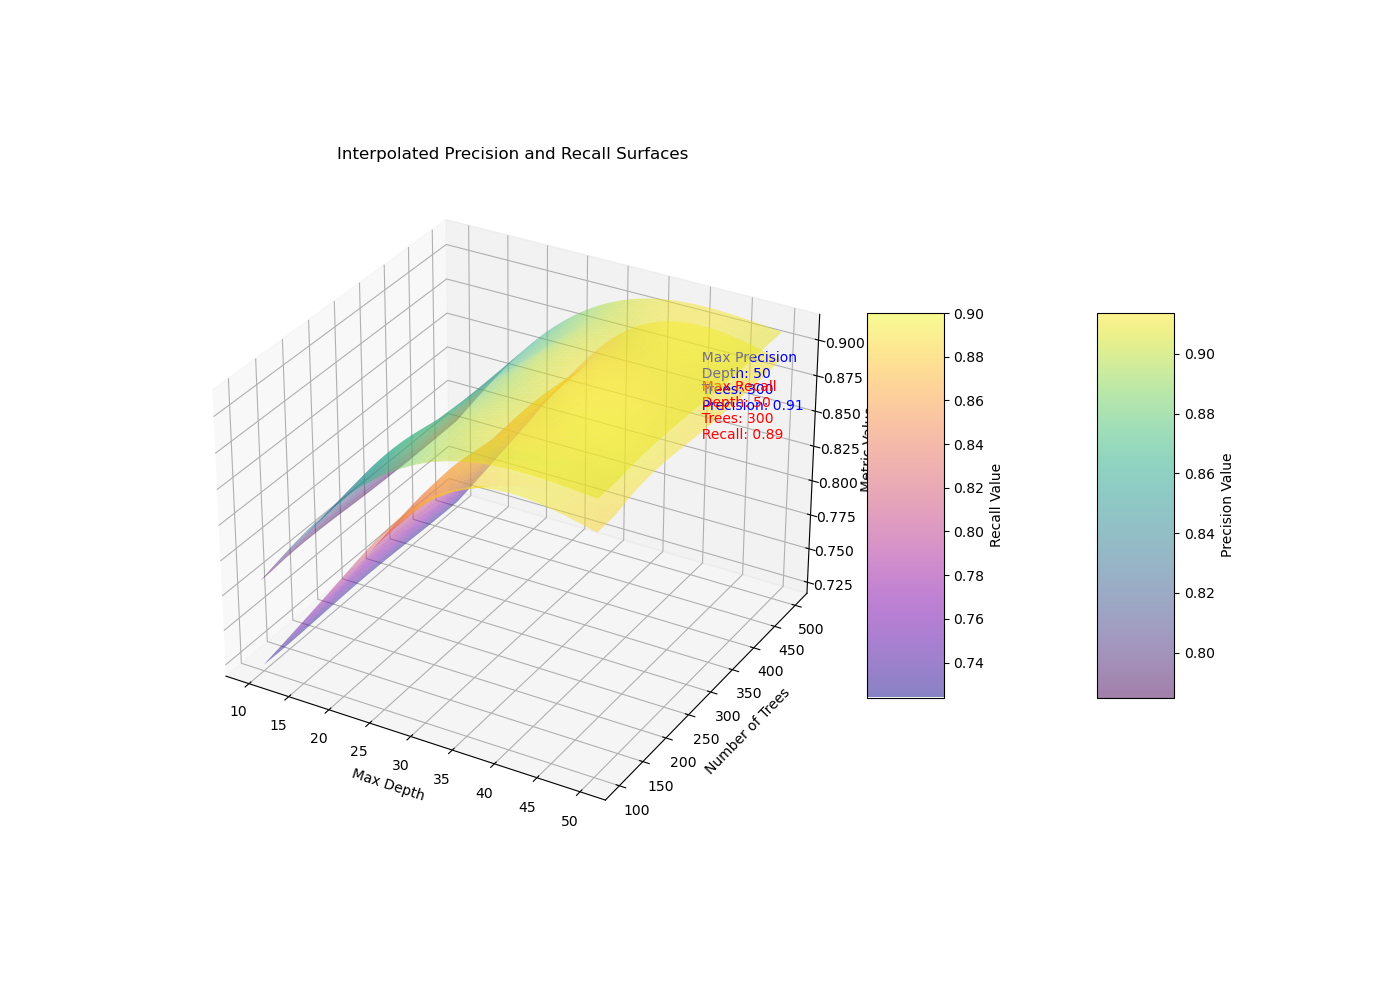 Interpolated Precision and Recall Surfaces
Max Precision
Depth: 50
Trees: 300
Precision: 0.91
Max Recall
Depth: 50
Trees: 300
Recall: 0.89
0.900
0.875
0.850
0.825
0.800
0.775
0.750
0.725
Metric Value
10
15
20
25
30
35
40
45
50
Max Depth
100
150
200
250
300
350
400
450
500
Number of Trees
0.90
0.88
0.86
0.84
0.82
0.80
0.78
0.76
0.74
Recall Value
0.90
0.88
0.86
0.84
0.82
0.80
Precision Value